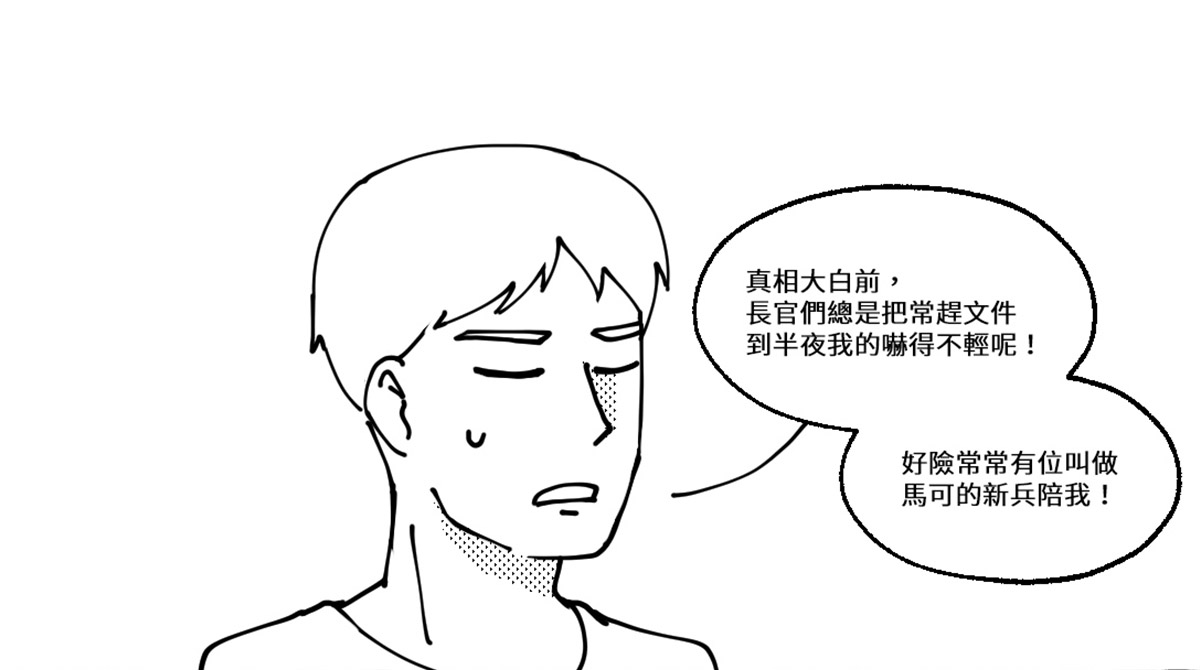 真相大白前，
長官們總是把常趕文件
到半夜我的嚇得不輕呢！
好險常常有位叫做
馬可的新兵陪我！